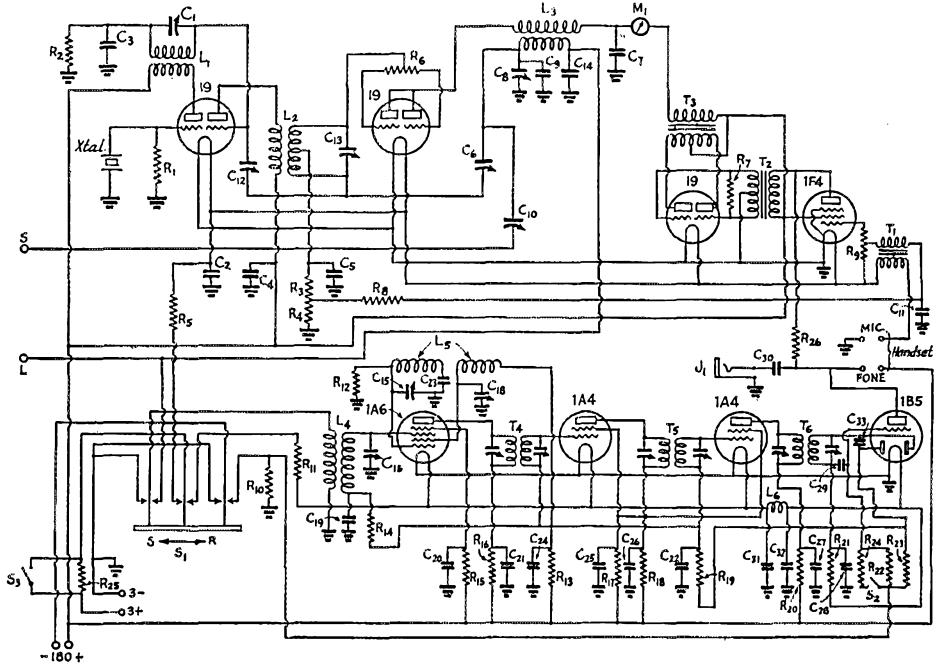 C1
L3
M1
R2
C3
L1
R6
C8
C9
C14
C7
19
19
L2
T3
Xtal.
R1
C12
C13
C6
C10
R7
T2
19
1F4
R9
T1
S
C2
C4
C5
R3
R4
R8
C11
R5
MIC
Handset
L
L5
R26
J1
C30
FONE
R12
C15
C23
C18
1A6
1A4
1A4
1B5
L4
T4
T5
T6
C33
R11
C16
R10
C29
S
S1
R
C19
R14
L6
S3
R25
3-
3+
C20
R16
R15
C21
C24
R13
C25
R17
C26
R18
C22
R19
C31
C32
R20
C27
R21
C28
R24
R22
S2
R23
-180+